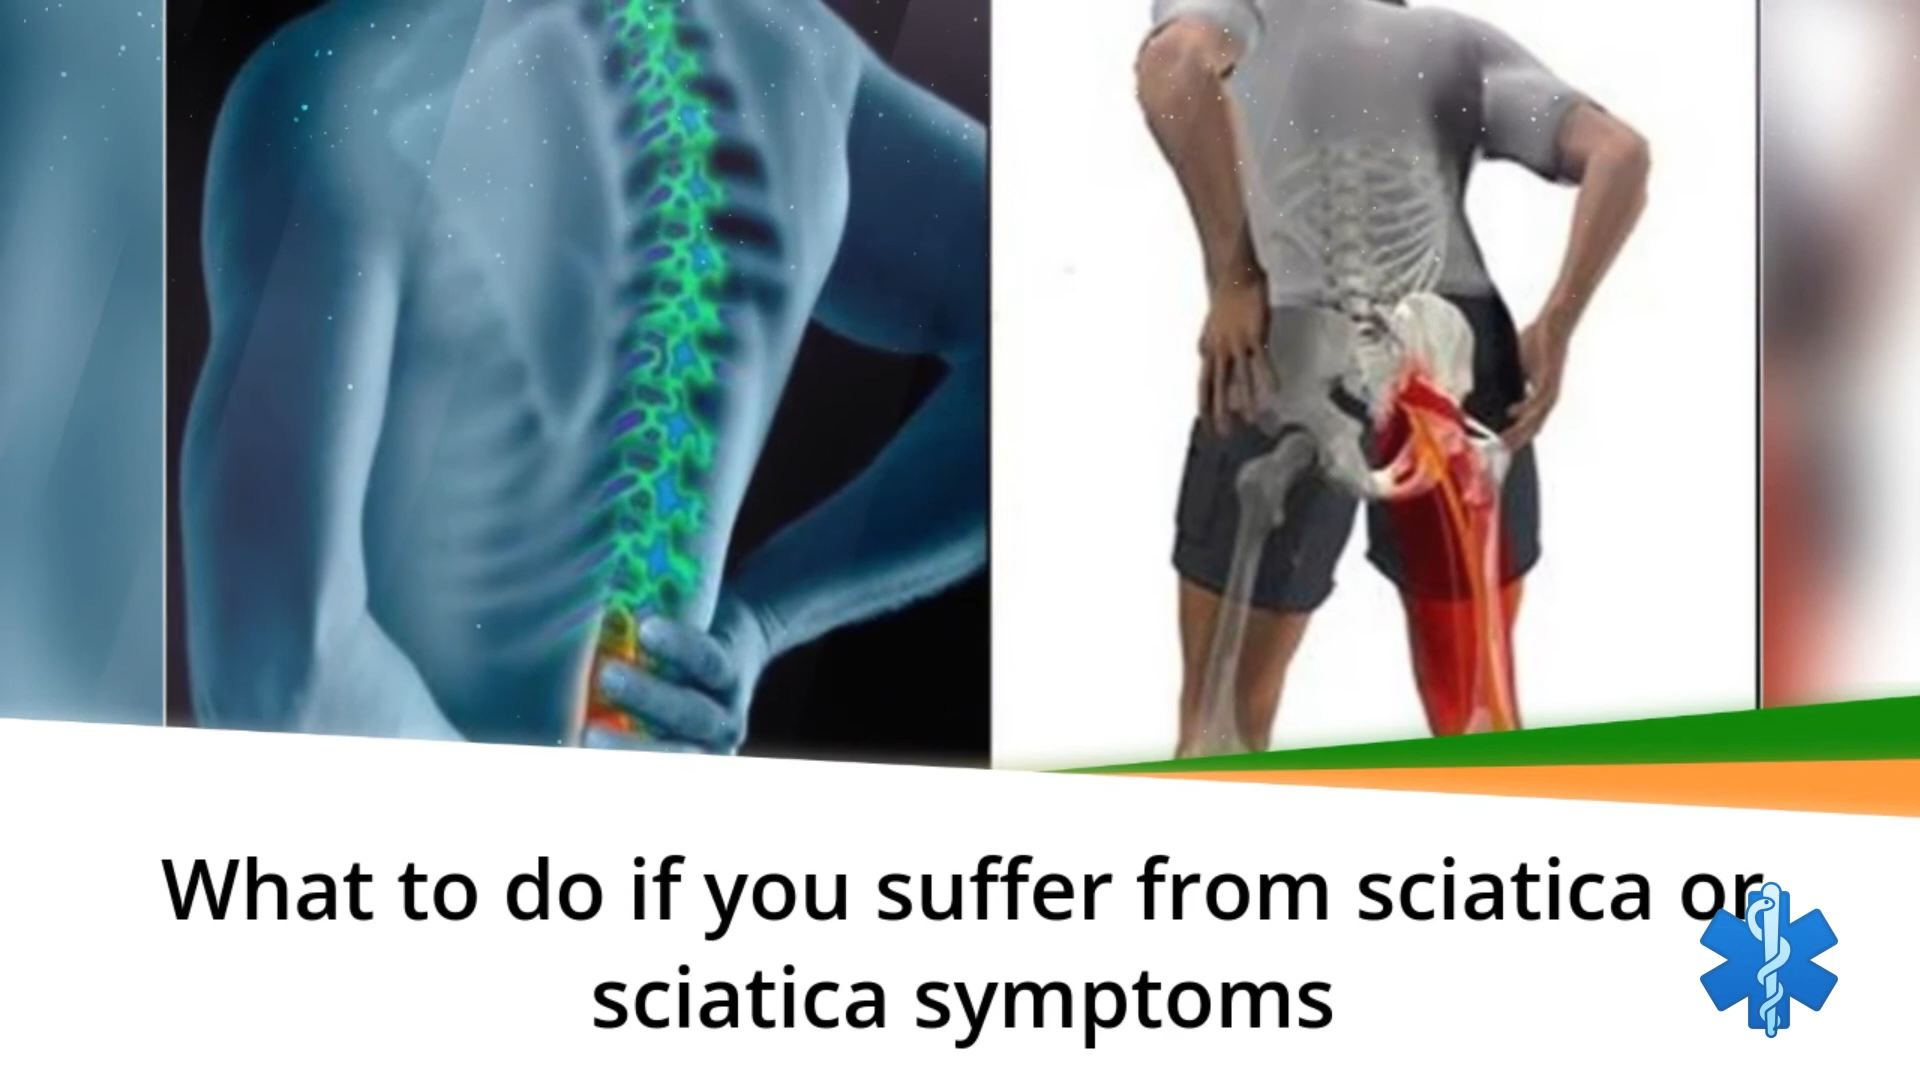 What to do if you suffer from sciatica or
sciatica symptoms